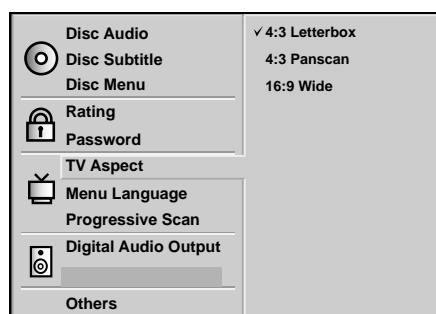 Disc Audio
Disc Subtitle
Disc Menu
Rating
Password
TV Aspect
Menu Language
Progressive Scan
Digital Audio Output
Others
✓ 4:3 Letterbox
4:3 Panscan
16:9 Wide